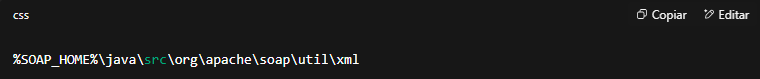 css
Copiar
Editar
%SOAP_HOME%\java\src\org\apache\soap\util\xml